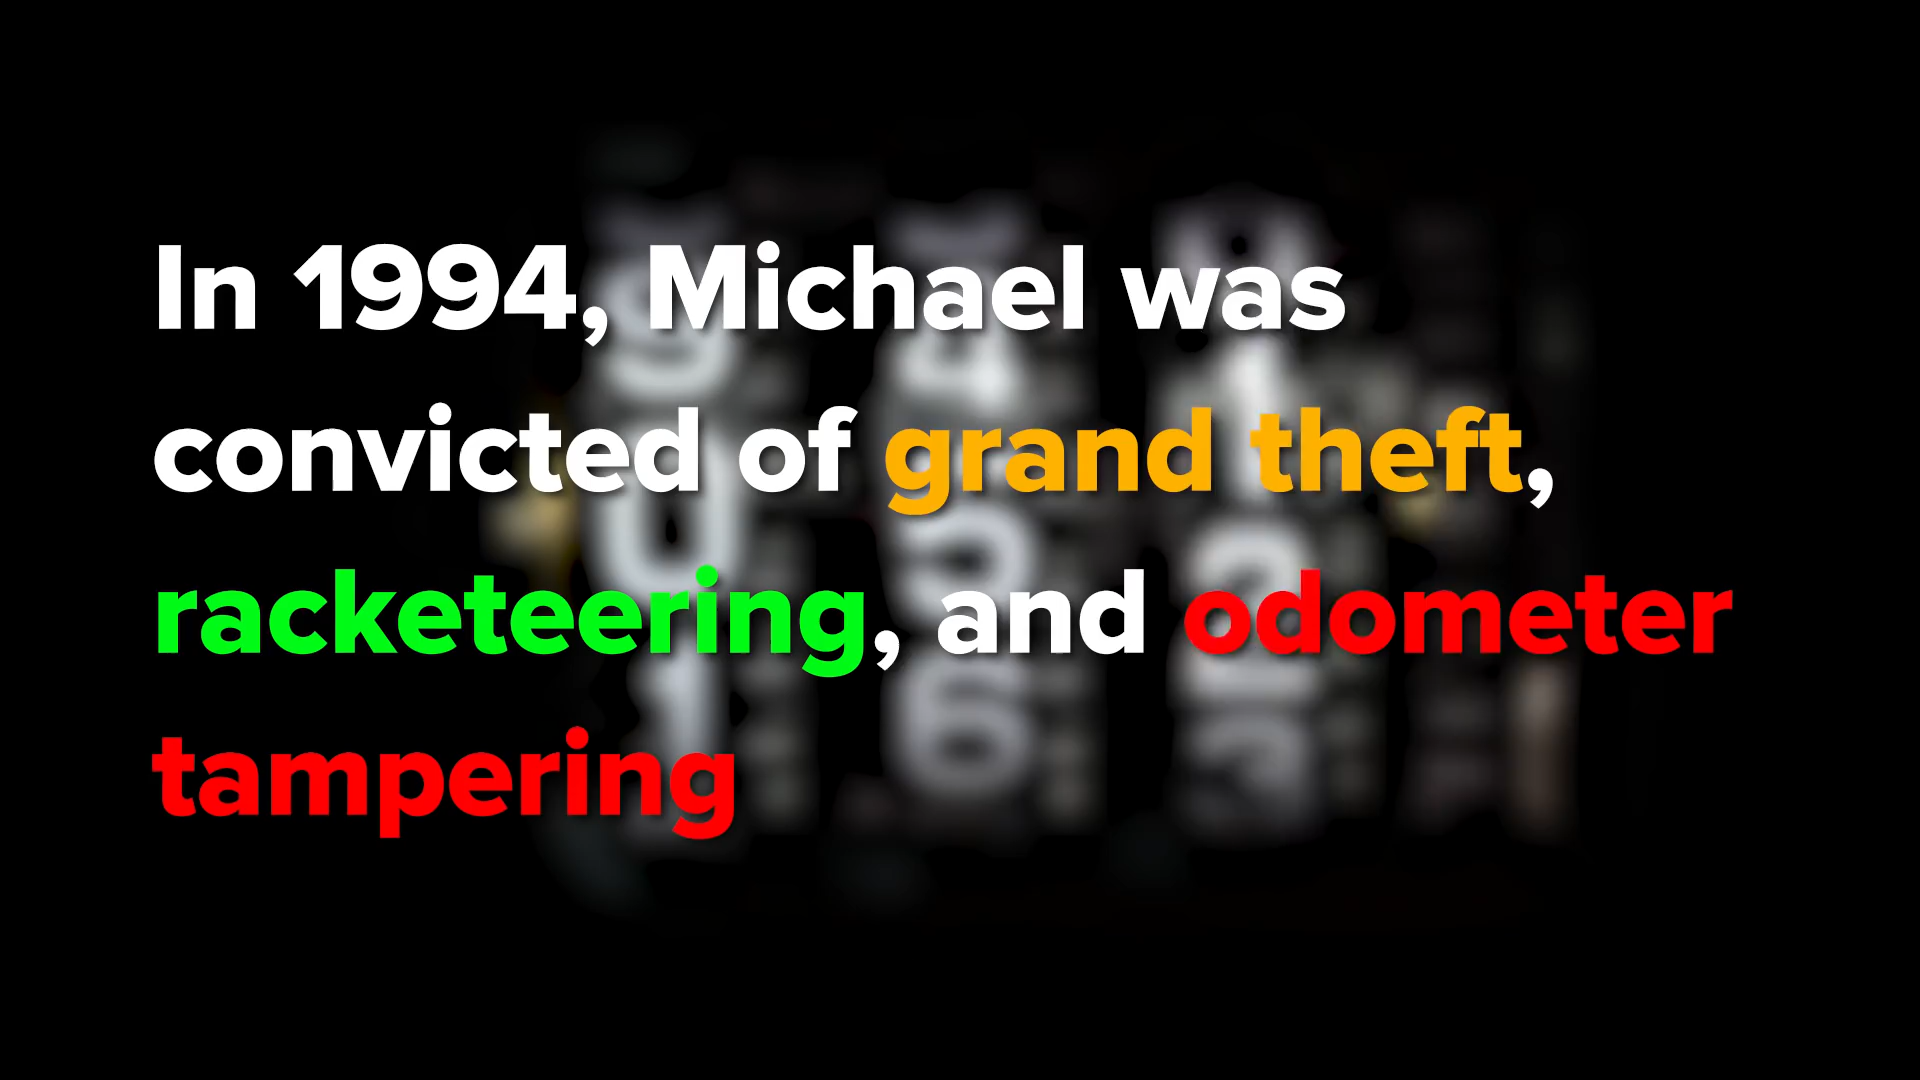 In 1994, Michael was
convicted of grand theft,
racketeering, and odometer
tampering